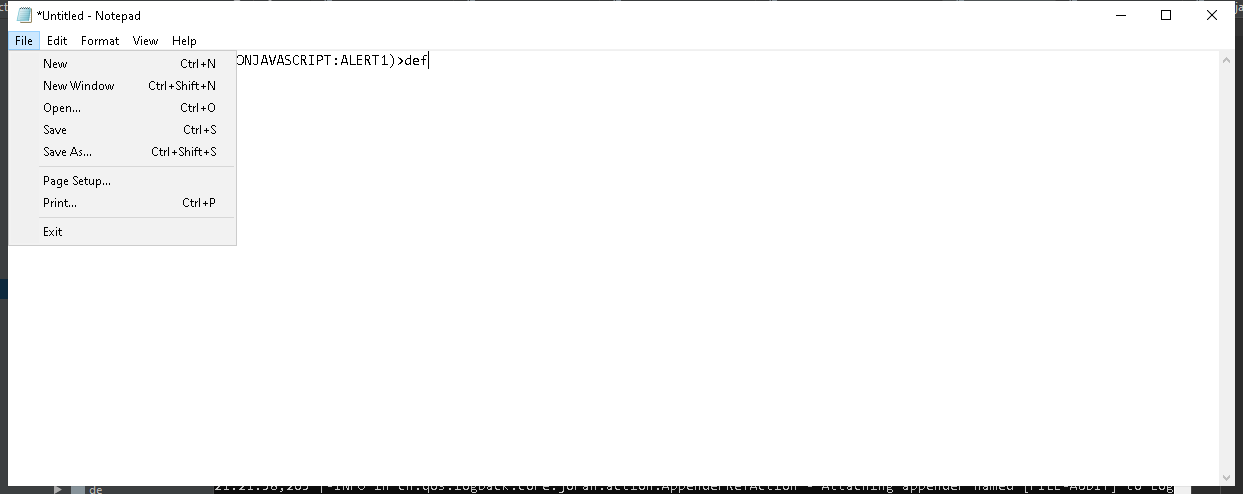 *Untitled - Notepad
File Edit Format View Help
ONJAVASCRIPT:ALERT1)>def
New Ctrl+N
New Window Ctrl+Shift+N
Open... Ctrl+O
Save Ctrl+S
Save As... Ctrl+Shift+S
Page Setup...
Print... Ctrl+P
Exit
de
21:21:58,265 |-INFO in ch.qos.logback.core.joran.action.AppenderRefAction - Attaching appender named [FILE-AUDIT] to Log